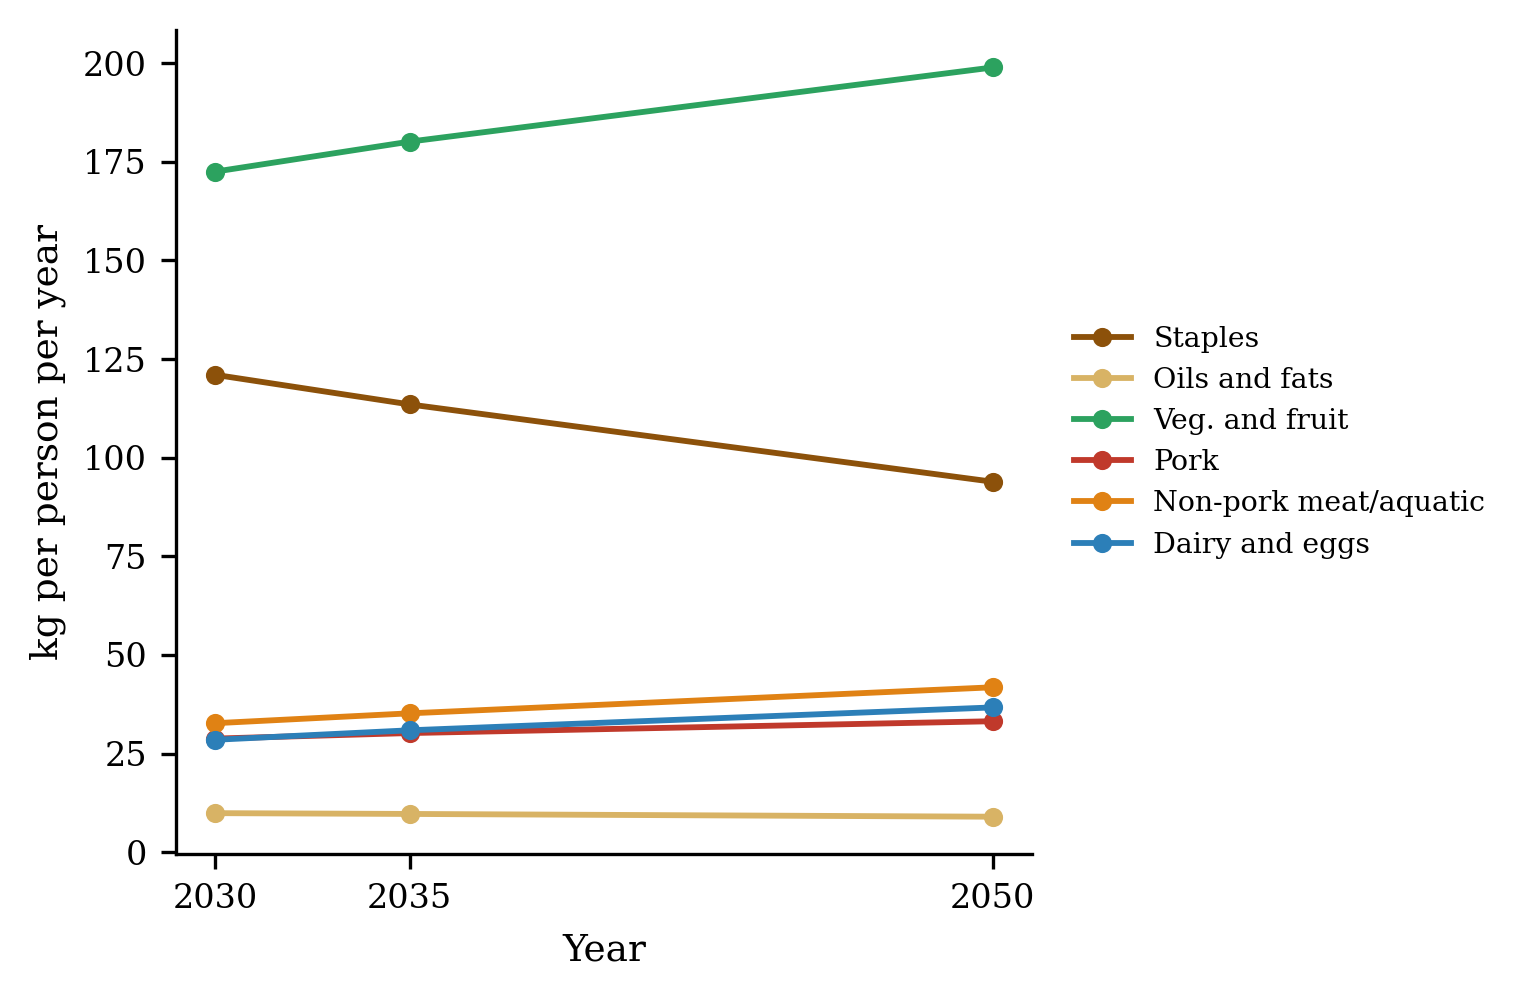 200
175
150
125
100
75
50
25
0
kg per person per year
2030
2035
2050
Year
Staples
Oils and fats
Veg. and fruit
Pork
Non-pork meat/aquatic
Dairy and eggs